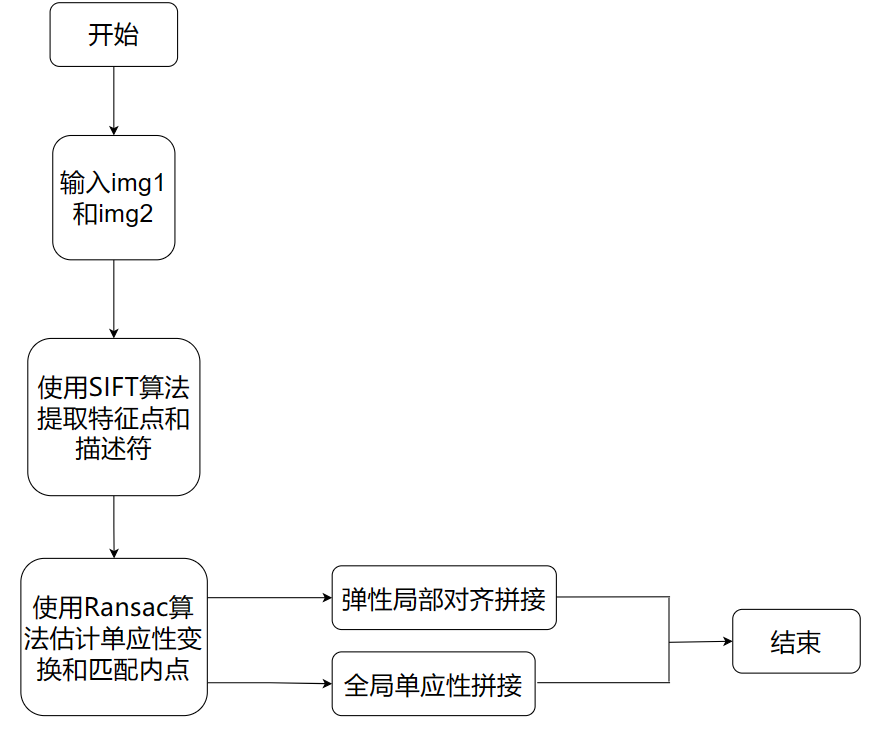 开始
输入img1
和img2
使用SIFT算法
提取特征点和
描述符
使用Ransac算
法估计单应性变
换和匹配内点
弹性局部对齐拼接
全局单应性拼接
结束